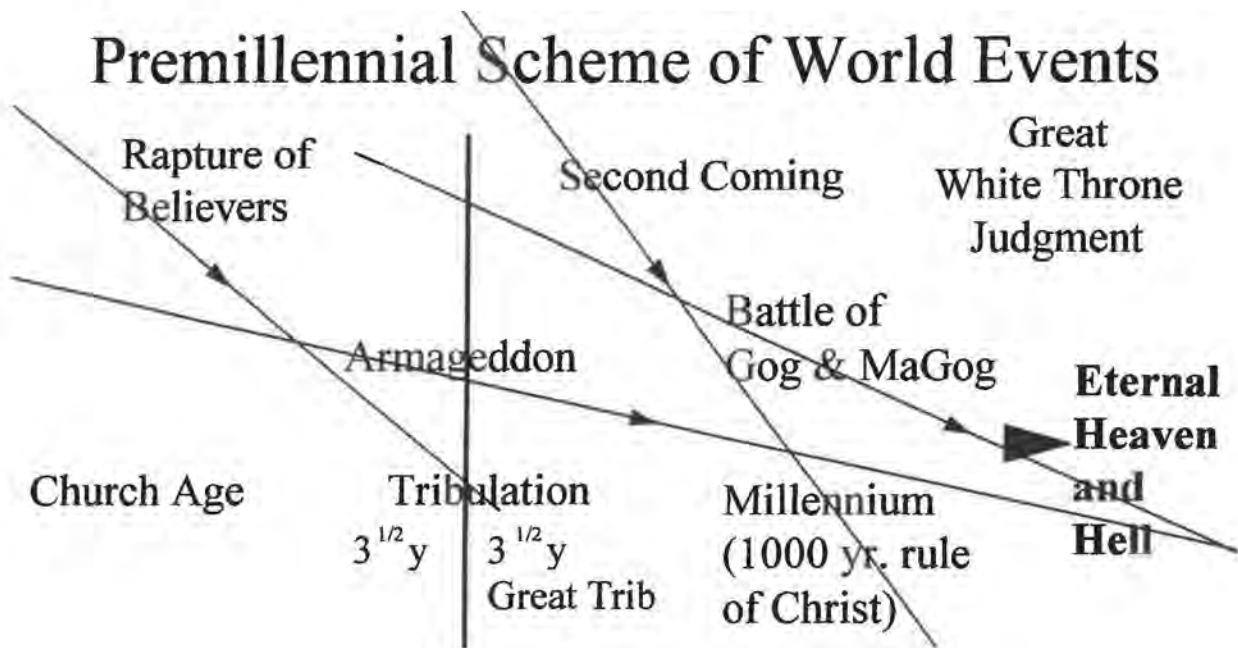 Premillennial Scheme of World Events
Rapture of
Believers
Second Coming
Great
White Throne
Judgment
Armageddon
Battle of
Gog & MaGog
Eternal
Heaven
and
Hell
Church Age
Tribulation
3 1/2 y
3 1/2 y
Great Trib
Millennium
(1000 yr. rule
of Christ)